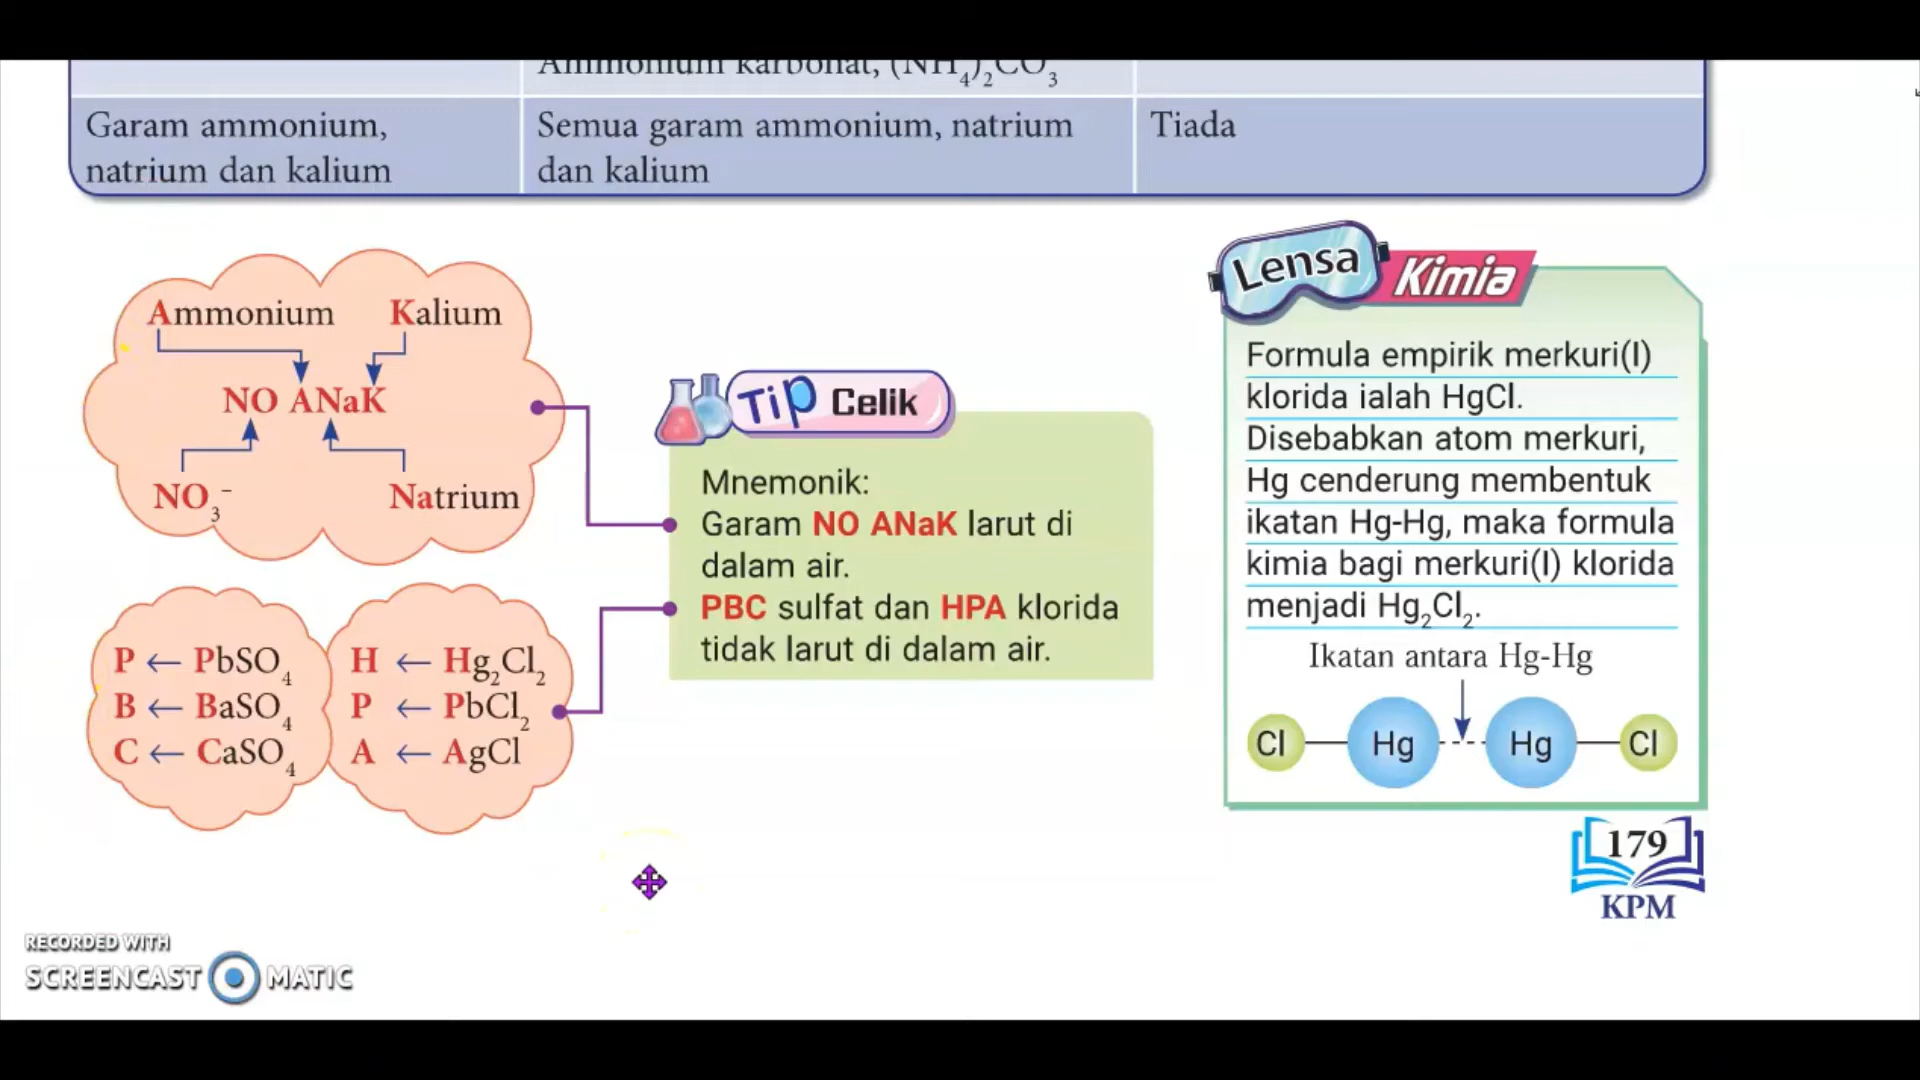 Ammonium karbonat, (NH₄)₂CO₃
Garam ammonium, natrium dan kalium
Semua garam ammonium, natrium dan kalium
Tiada
Ammonium Kalium
NO ANaK
NO₃⁻ Natrium
P ← PbSO₄
B ← BaSO₄
C ← CaSO₄
H ← Hg₂Cl₂
P ← PbCl₂
A ← AgCl
Tip Celik
Mnemonik:
Garam NO ANaK larut di
dalam air.
PBC sulfat dan HPA klorida
tidak larut di dalam air.
Lensa Kimia
Formula empirik merkuri(I)
klorida ialah HgCl.
Disebabkan atom merkuri,
Hg cenderung membentuk
ikatan Hg-Hg, maka formula
kimia bagi merkuri(I) klorida
menjadi Hg₂Cl₂.
Ikatan antara Hg-Hg
Cl Hg Hg Cl
179
KPM
RECORDED WITH
SCREENCAST MATIC